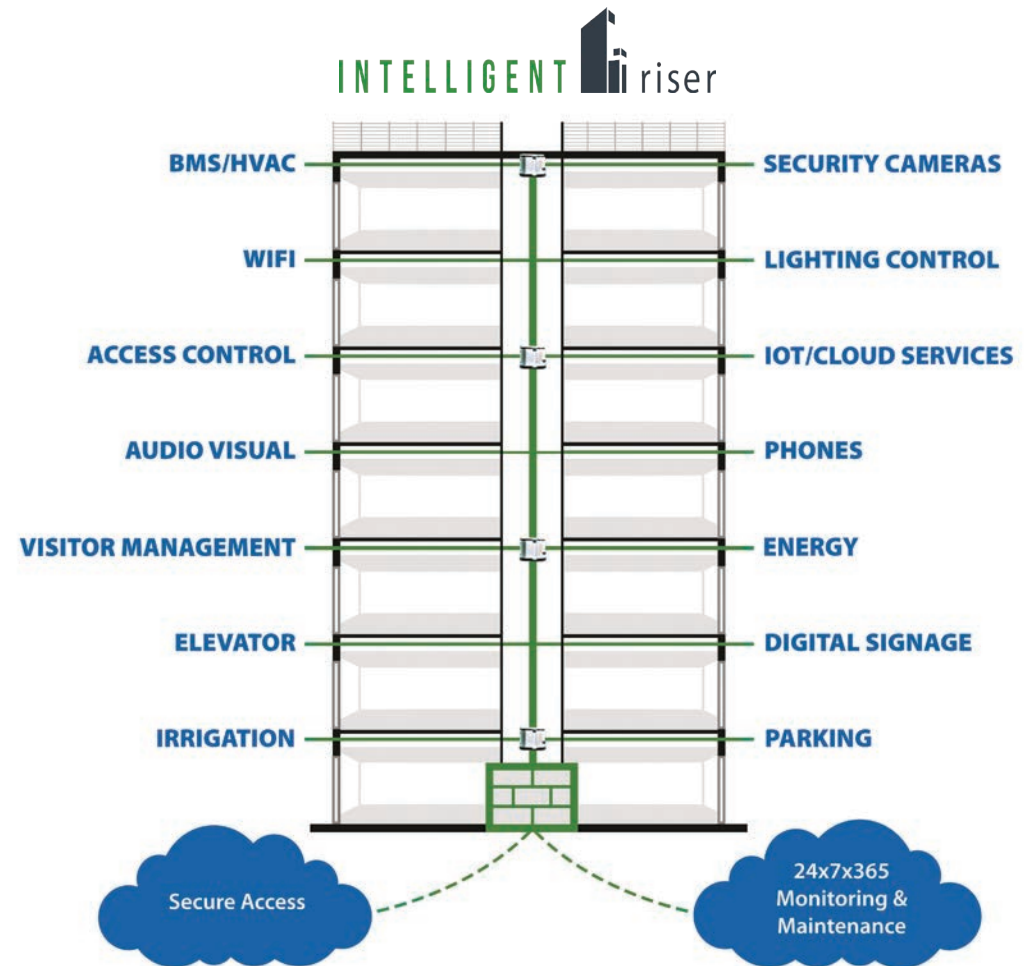 INTELLIGENT riser
BMS/HVAC
SECURITY CAMERAS
WIFI
LIGHTING CONTROL
ACCESS CONTROL
IOT/CLOUD SERVICES
AUDIO VISUAL
PHONES
VISITOR MANAGEMENT
ENERGY
ELEVATOR
DIGITAL SIGNAGE
IRRIGATION
PARKING
Secure Access
24x7x365
Monitoring &
Maintenance